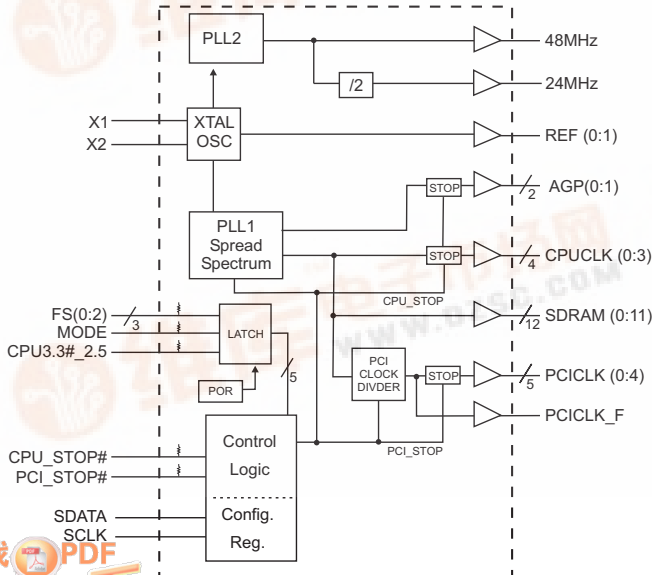 PLL2
48MHz
/2
24MHz
X1
X2
XTAL
OSC
REF (0:1)
STOP
AGP(0:1)
2
PLL1
Spread
Spectrum
STOP
CPUCLK (0:3)
4
CPU_STOP
FS(0:2)
3
MODE
CPU3.3#_2.5
LATCH
5
POR
SDRAM (0:11)
12
PCI
CLOCK
DIVDER
STOP
PCICLK (0:4)
5
PCICLK_F
PCI_STOP
CPU_STOP#
PCI_STOP#
Control
Logic
SDATA
SCLK
Config.
Reg.
WWW.DZSC.COM
PDF